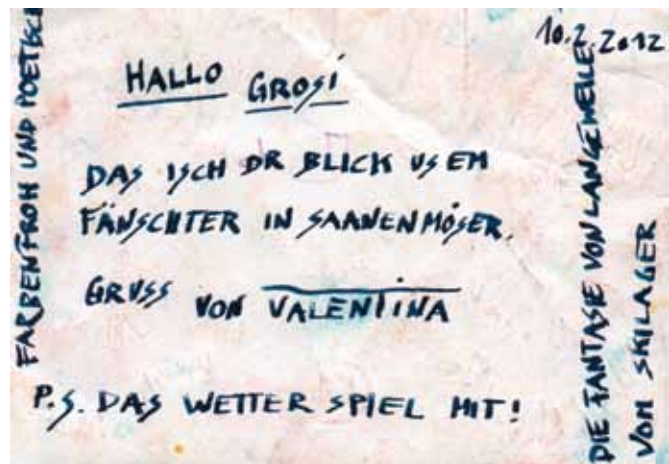 10.2.2012
HALLO GROSI
DAS ISCH DR BLICK US EM
FÄNSCHTER IN SAANENMÖSER.
GRUSS VON VALENTINA
P.S. DAS WETTER SPIEL MIT!
FARBENFROH UND POETISCH
DIE FANTASIE VON LANGEWEILE
VOM SKILAGER